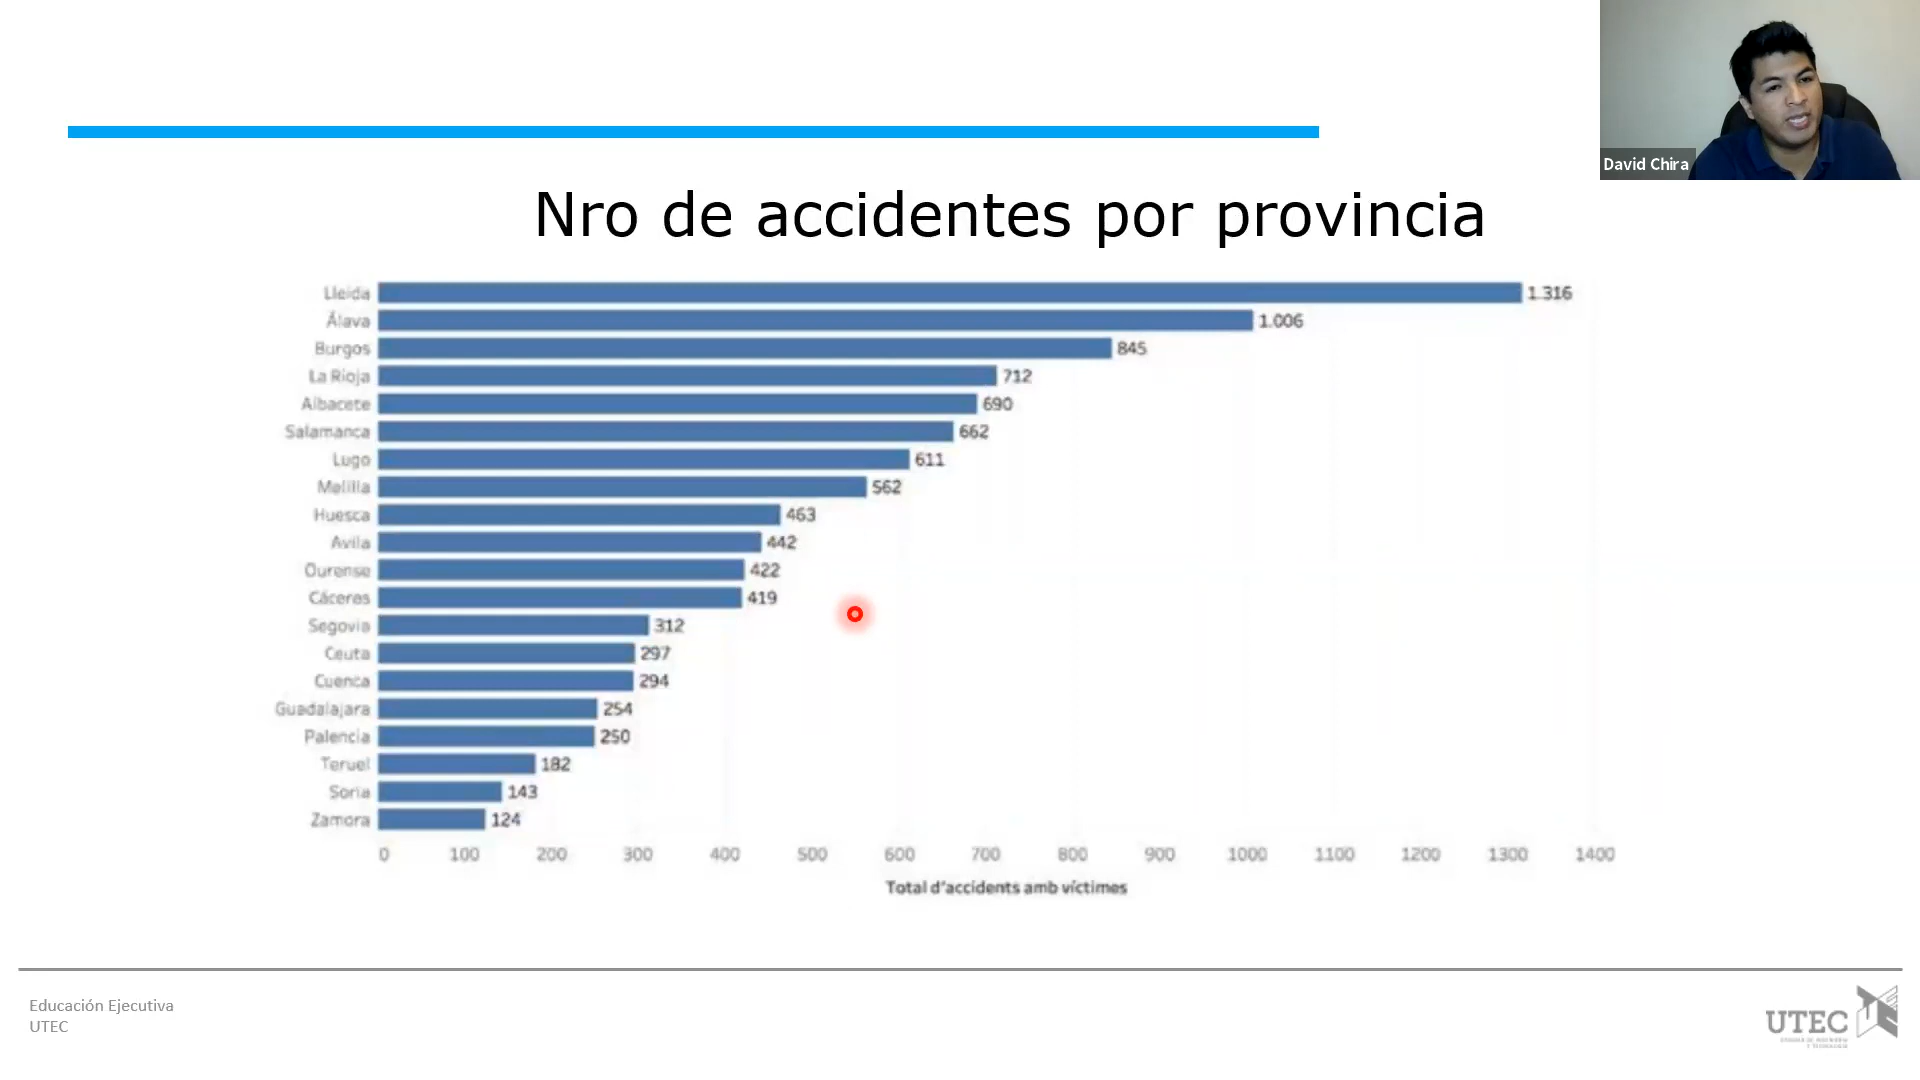 David Chira
Nro de accidentes por provincia
Lleida 1.316
Álava 1.006
Burgos 845
La Rioja 712
Albacete 690
Salamanca 662
Lugo 611
Melilla 562
Huesca 463
Avila 442
Ourense 422
Cáceres 419
Segovia 312
Ceuta 297
Cuenca 294
Guadalajara 254
Palencia 250
Teruel 182
Soria 143
Zamora 124
0 100 200 300 400 500 600 700 800 900 1000 1100 1200 1300 1400
Total d'accidents amb víctimes
Educación Ejecutiva
UTEC
UTEC